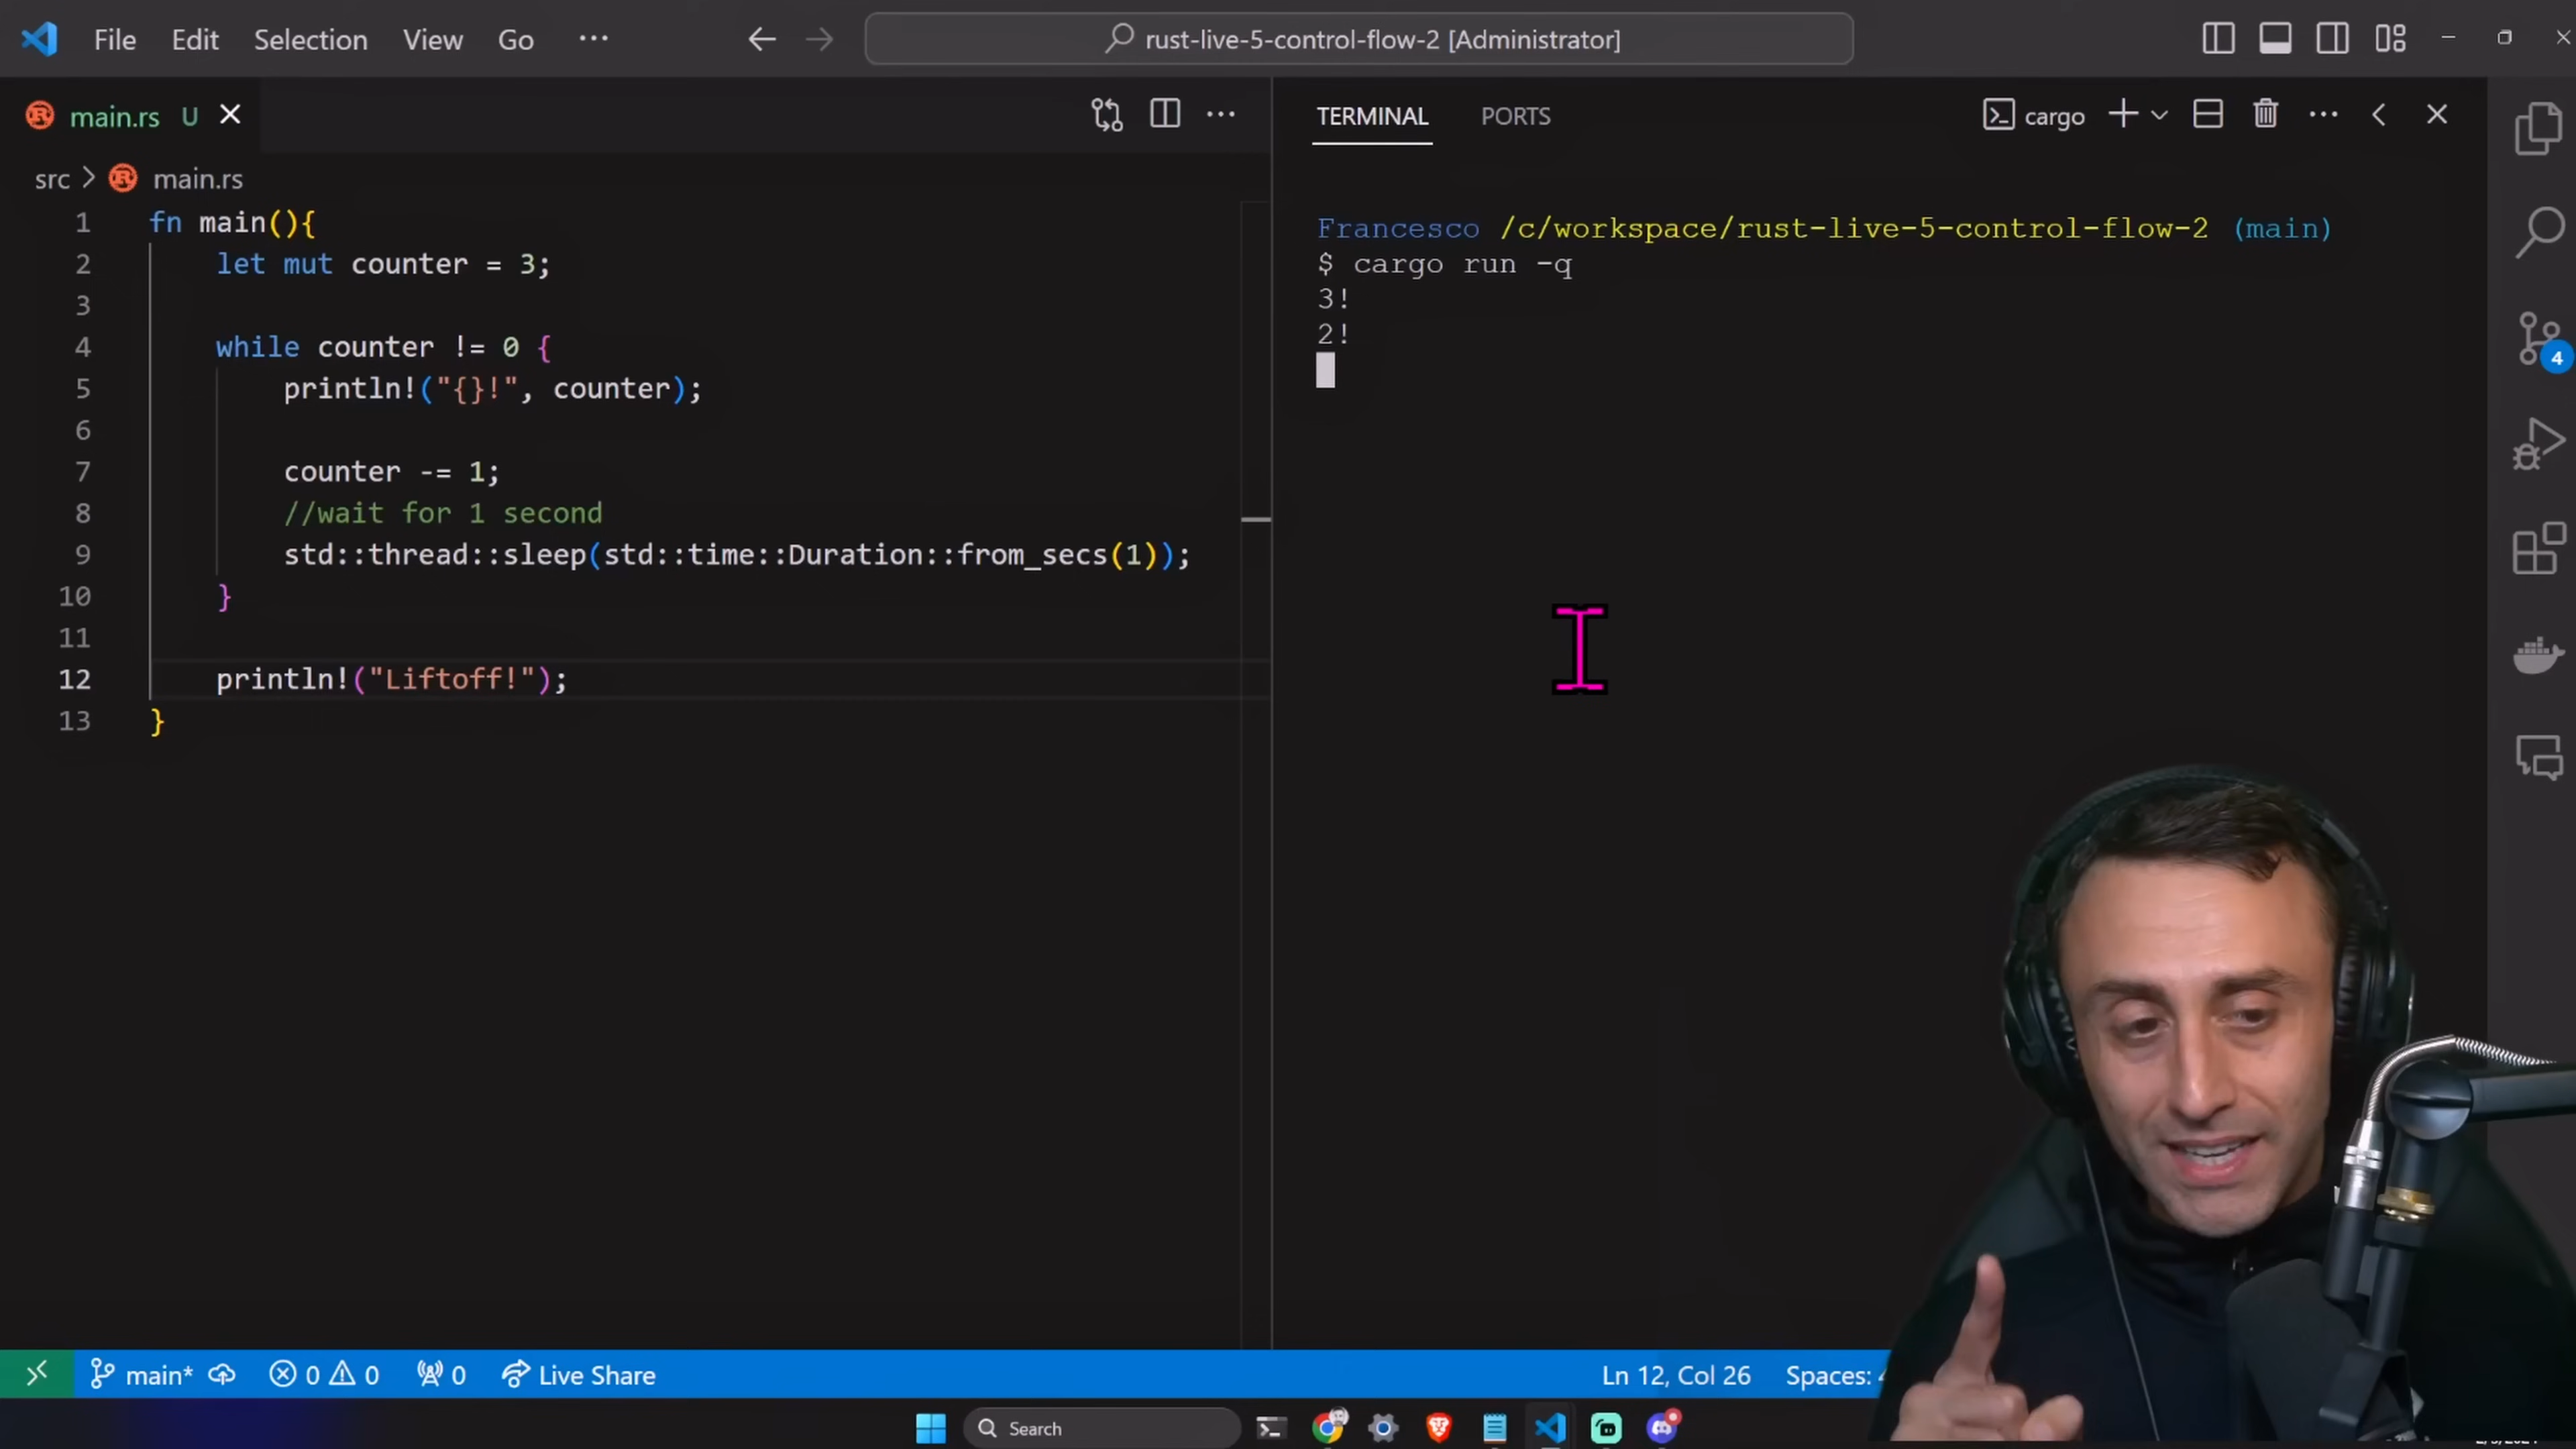 File Edit Selection View Go ···
rust-live-5-control-flow-2 [Administrator]
main.rs U
TERMINAL PORTS
cargo
src > main.rs
1 fn main(){
2 let mut counter = 3;
3
4 while counter != 0 {
5 println!("{}!", counter);
6
7 counter -= 1;
8 //wait for 1 second
9 std::thread::sleep(std::time::Duration::from_secs(1));
10 }
11
12 println!("Liftoff!");
13 }
Francesco /c/workspace/rust-live-5-control-flow-2 (main)
$ cargo run -q
3!
2!
4
main* 0 0 0 Live Share
Ln 12, Col 26 Spaces:
Search